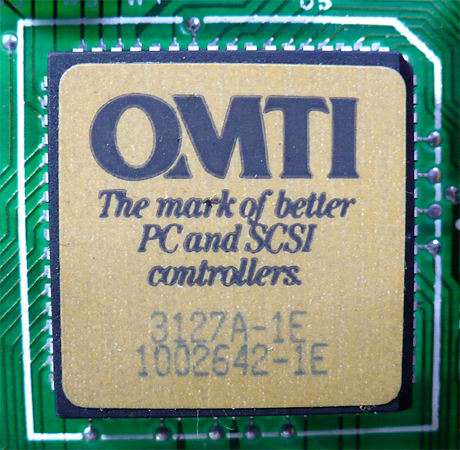 OMTI
The mark of better
PC and SCSI
controllers.
3127A-1E
1002642-1E